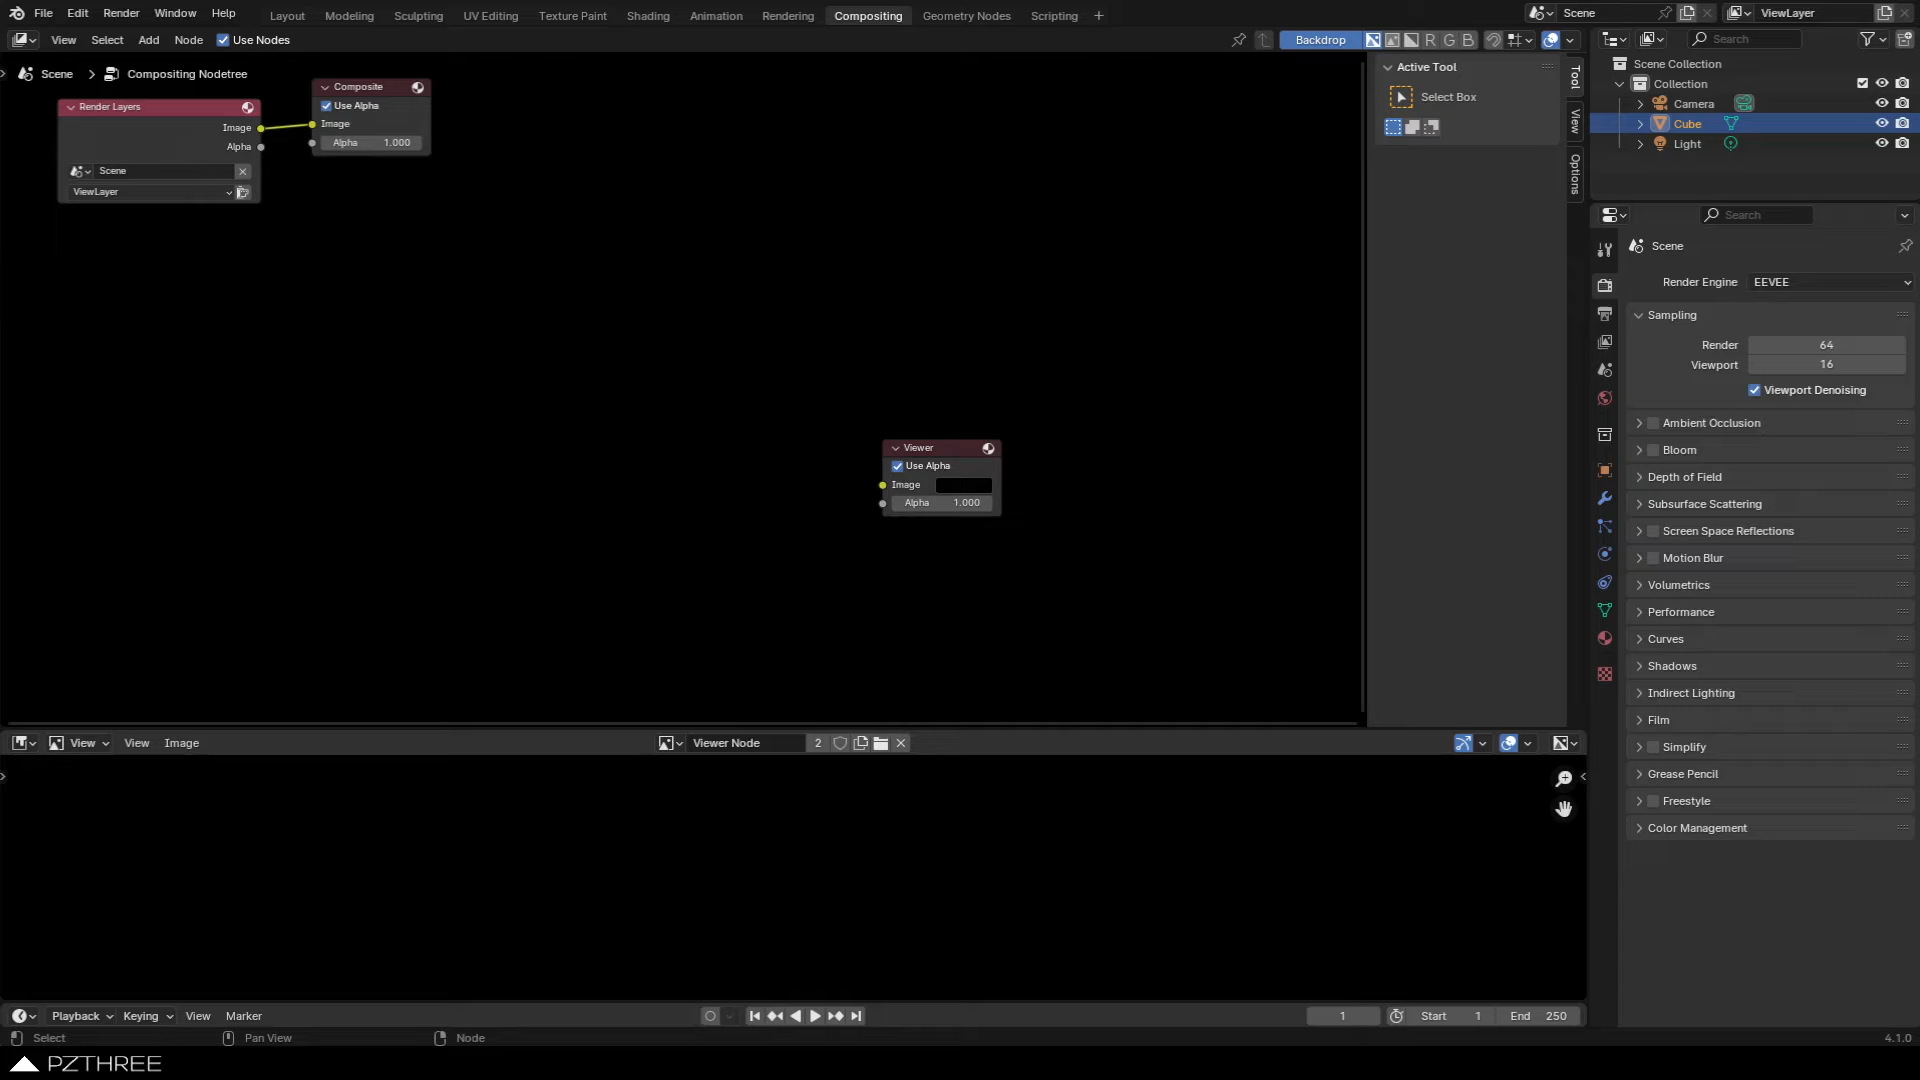 File Edit Render Window Help Layout Modeling Sculpting UV Editing Texture Paint Shading Animation Rendering Compositing Geometry Nodes Scripting + Scene ViewLayer
View Select Add Node Use Nodes Backdrop R G B Search
Scene > Compositing Nodetree
Render Layers
Image
Alpha
Scene
ViewLayer
Composite
Use Alpha
Image
Alpha 1.000
Viewer
Use Alpha
Image
Alpha 1.000
Active Tool
Select Box
Tool
View
Options
Scene Collection
Collection
Camera
Cube
Light
Search
Scene
Render Engine EEVEE
Sampling
Render 64
Viewport 16
Viewport Denoising
Ambient Occlusion
Bloom
Depth of Field
Subsurface Scattering
Screen Space Reflections
Motion Blur
Volumetrics
Performance
Curves
Shadows
Indirect Lighting
Film
Simplify
Grease Pencil
Freestyle
Color Management
View View Image Viewer Node 2
Playback Keying View Marker 1 Start 1 End 250
Select Pan View Node 4.1.0
PZTHREE